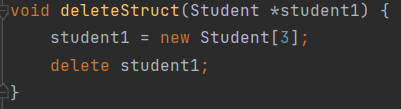 void deleteStruct(Student *student1) {
    student1 = new Student[3];
    delete student1;
}